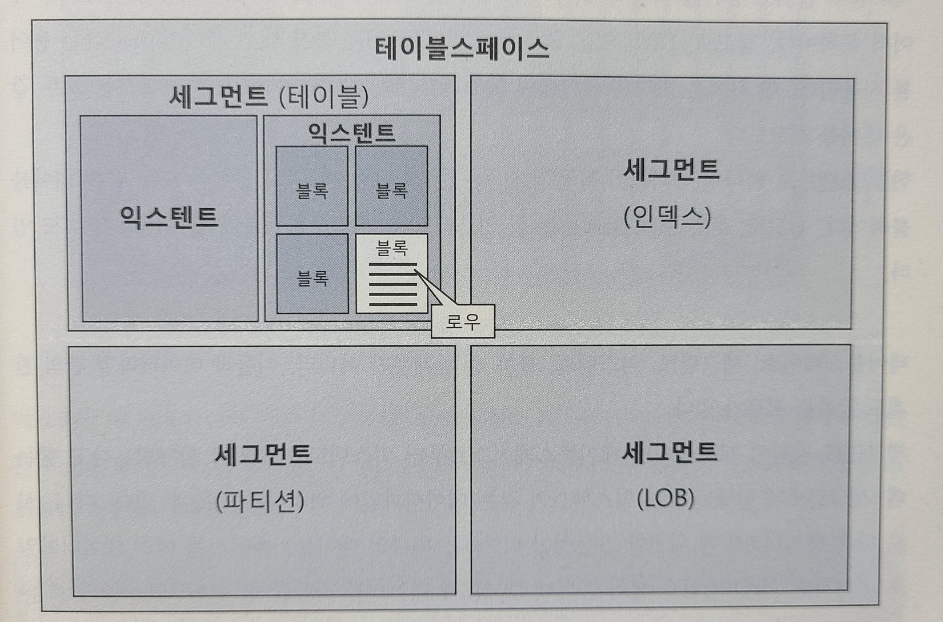 테이블스페이스
세그먼트 (테이블)
익스텐트
익스텐트
블록
블록
블록
블록
로우
세그먼트
(인덱스)
세그먼트
(파티션)
세그먼트
(LOB)